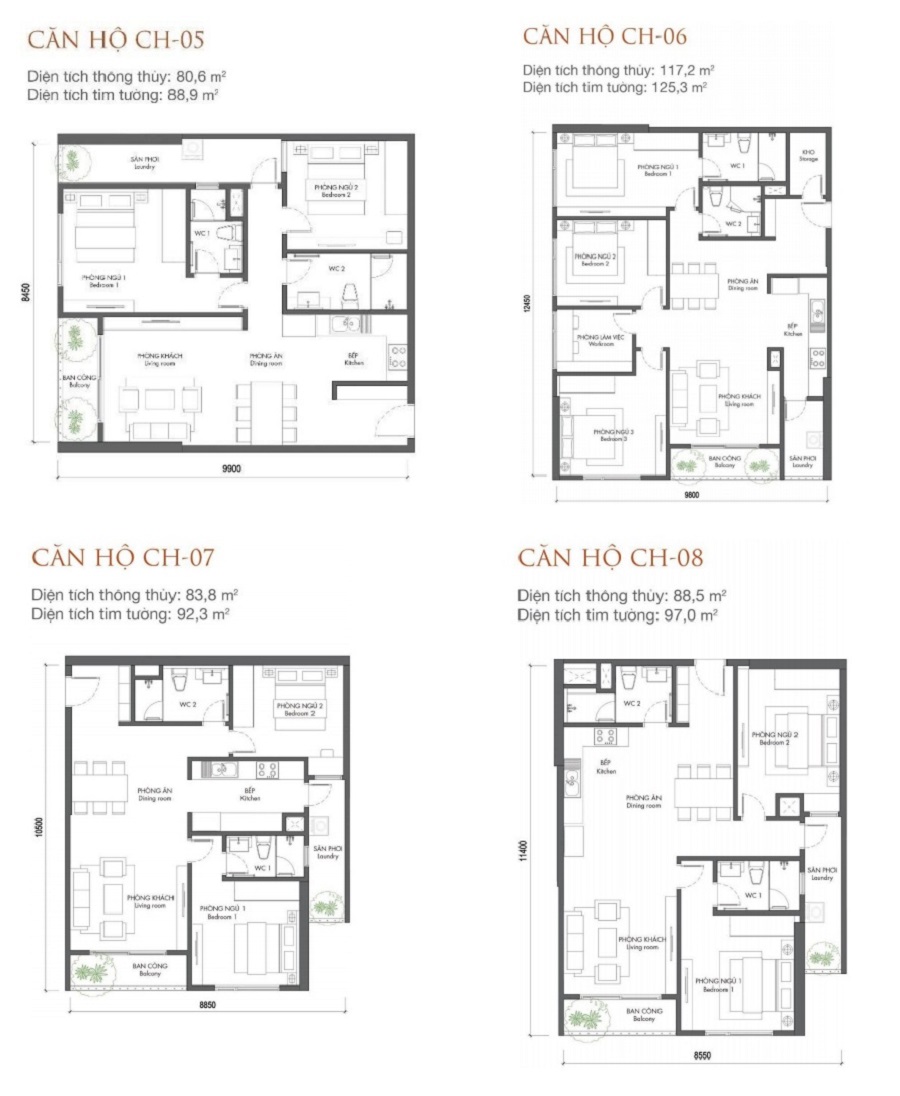 CĂN HỘ CH-05
Diện tích thông thủy: 80,6 m²
Diện tích tim tường: 88,9 m²
SÂN PHƠI
Laundry
PHÒNG NGỦ 2
Bedroom 2
WC 1
WC 2
PHÒNG NGỦ 1
Bedroom 1
8450
PHÒNG KHÁCH
Living room
PHÒNG ĂN
Dining room
BẾP
Kitchen
BAN CÔNG
Balcony
9900
CĂN HỘ CH-06
Diện tích thông thủy: 117,2 m²
Diện tích tim tường: 125,3 m²
PHÒNG NGỦ 1
Bedroom 1
WC 1
KHO
Storage
WC 2
PHÒNG NGỦ 2
Bedroom 2
PHÒNG ĂN
Dining room
12450
BẾP
Kitchen
PHÒNG LÀM VIỆC
Workroom
PHÒNG KHÁCH
Living room
PHÒNG NGỦ 3
Bedroom 3
BAN CÔNG
Balcony
SÂN PHƠI
Laundry
9800
CĂN HỘ CH-07
Diện tích thông thủy: 83,8 m²
Diện tích tim tường: 92,3 m²
WC 2
PHÒNG NGỦ 2
Bedroom 2
PHÒNG ĂN
Dining room
BẾP
Kitchen
10500
SÂN PHƠI
Laundry
WC 1
PHÒNG KHÁCH
Living room
PHÒNG NGỦ 1
Bedroom 1
BAN CÔNG
Balcony
8850
CĂN HỘ CH-08
Diện tích thông thủy: 88,5 m²
Diện tích tim tường: 97,0 m²
WC 2
PHÒNG NGỦ 2
Bedroom 2
BẾP
Kitchen
PHÒNG ĂN
Dining room
11400
SÂN PHƠI
Laundry
WC 1
PHÒNG KHÁCH
Living room
PHÒNG NGỦ 1
Bedroom 1
BAN CÔNG
Balcony
8550